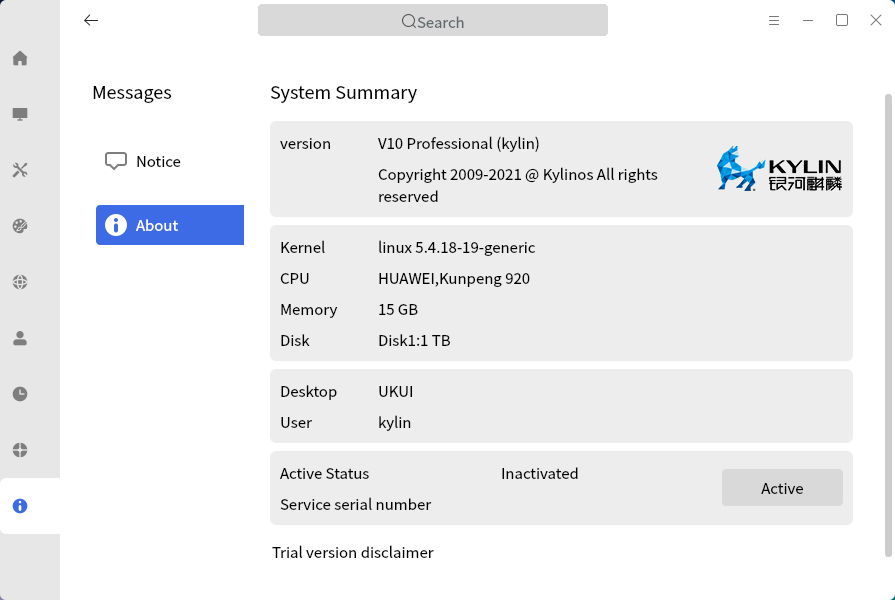 Search
Messages
Notice
About
System Summary
version V10 Professional (kylin)
Copyright 2009-2021 @ Kylinos All rights
reserved
KYLIN
银河麒麟
Kernel linux 5.4.18-19-generic
CPU HUAWEI,Kunpeng 920
Memory 15 GB
Disk Disk1:1 TB
Desktop UKUI
User kylin
Active Status Inactivated
Active
Service serial number
Trial version disclaimer